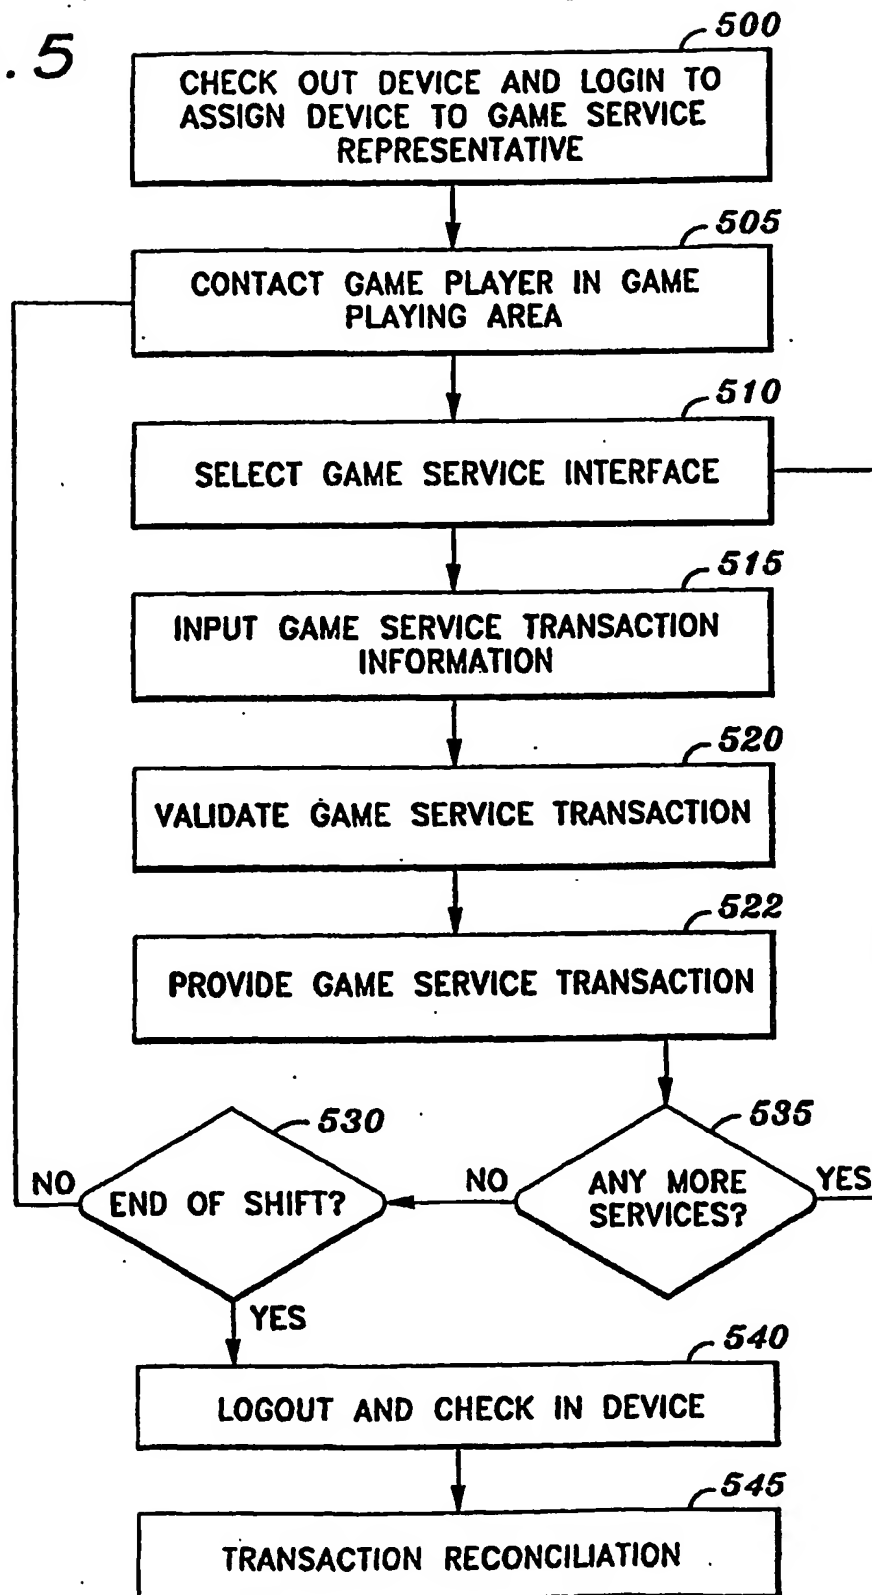 . 5
500
CHECK OUT DEVICE AND LOGIN TO
ASSIGN DEVICE TO GAME SERVICE
REPRESENTATIVE
505
CONTACT GAME PLAYER IN GAME
PLAYING AREA
510
SELECT GAME SERVICE INTERFACE
515
INPUT GAME SERVICE TRANSACTION
INFORMATION
520
VALIDATE GAME SERVICE TRANSACTION
522
PROVIDE GAME SERVICE TRANSACTION
530
535
NO
END OF SHIFT?
NO
ANY MORE
SERVICES?
YES
YES
540
LOGOUT AND CHECK IN DEVICE
545
TRANSACTION RECONCILIATION